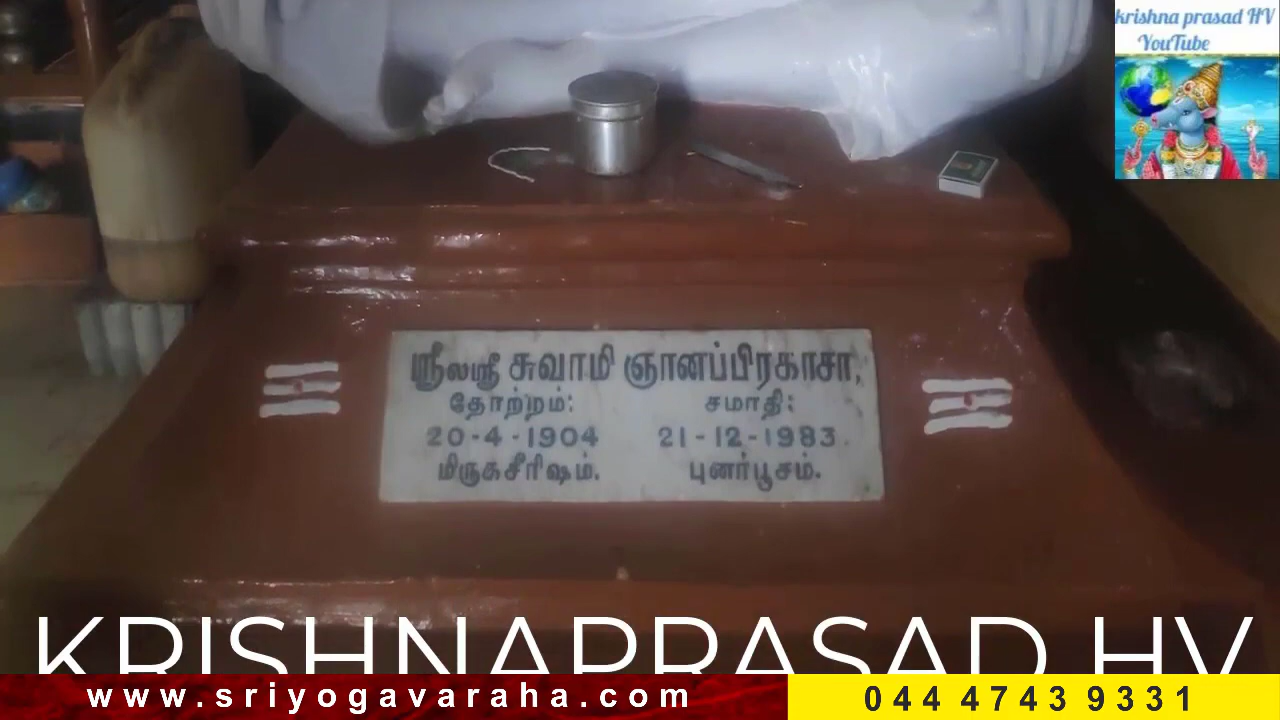 krishna prasad HV
YouTube
ஸ்ரீலஸ்ரீ சுவாமி ஞானப்பிரகாசா,
தோற்றம்: சமாதி:
20-4-1904 21-12-1983.
மிருகசீரிஷம். புனர்பூசம்.
KRISHNAPRASAD HV
www.sriyogavaraha.com 044 4743 9331